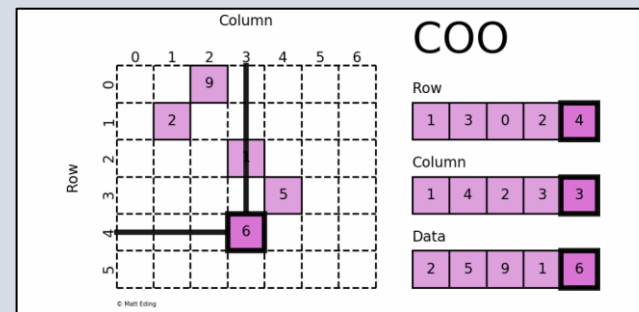 Column
COO
0 1 2 3 4 5 6
Row
0
9
Row
1
2
1 3 0 2 4
2
1
Column
3
5
1 4 2 3 3
4
6
Data
5
2 5 9 1 6
© Matt Eding